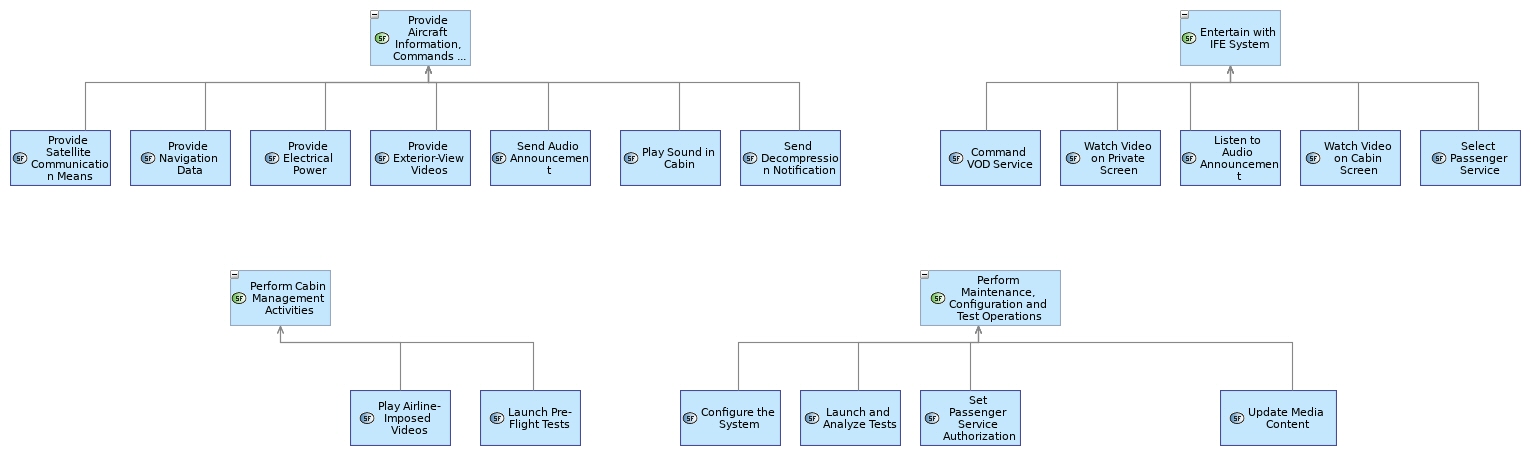 Provide
Aircraft
Information,
Commands ...
SF
Entertain with
IFE System
SF
Provide
Satellite
Communicatio
n Means
SF
Provide
Navigation
Data
SF
Provide
Electrical
Power
SF
Provide
Exterior-View
Videos
SF
Send Audio
Announcemen
t
SF
Play Sound in
Cabin
SF
Send
Decompressio
n Notification
SF
Command
VOD Service
SF
Watch Video
on Private
Screen
SF
Listen to
Audio
Announcemen
t
SF
Watch Video
on Cabin
Screen
SF
Select
Passenger
Service
SF
Perform Cabin
Management
Activities
SF
Perform
Maintenance,
Configuration and
Test Operations
SF
Play Airline-
Imposed
Videos
SF
Launch Pre-
Flight Tests
SF
Configure the
System
SF
Launch and
Analyze Tests
SF
Set
Passenger
Service
Authorization
SF
Update Media
Content
SF